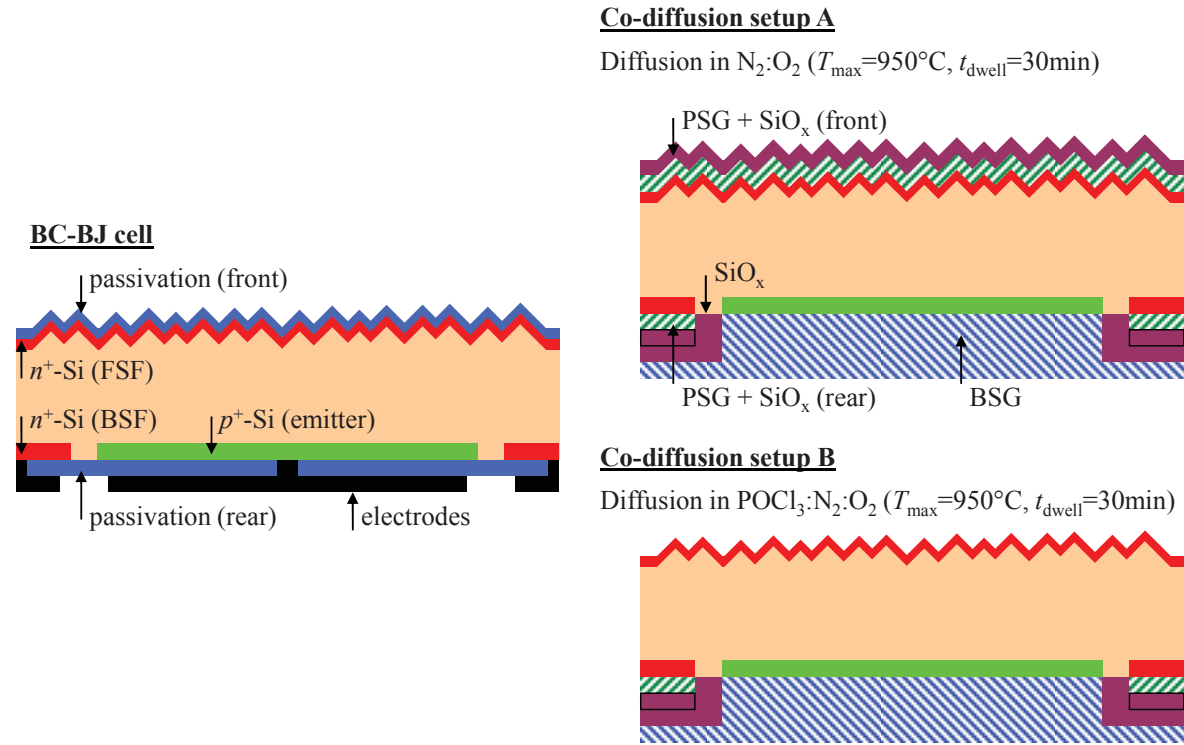 BC-BJ cell
passivation (front)
n⁺-Si (FSF)
n⁺-Si (BSF)
p⁺-Si (emitter)
passivation (rear)
electrodes
Co-diffusion setup A
Diffusion in N₂:O₂ (Tmax=950°C, tdwell=30min)
PSG + SiOₓ (front)
SiOₓ
PSG + SiOₓ (rear)
BSG
Co-diffusion setup B
Diffusion in POCl₃:N₂:O₂ (Tmax=950°C, tdwell=30min)